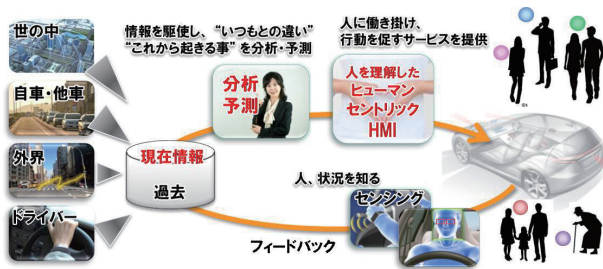 世の中
自車・他車
外界
ドライバー
情報を駆使し、“いつもとの違い”
“これから起きる事”を分析・予測
分析
予測
人に働き掛け、
行動を促すサービスを提供
人を理解した
ヒューマン
セントリック
HMI
現在情報
過去
人、状況を知る
センシング
フィードバック